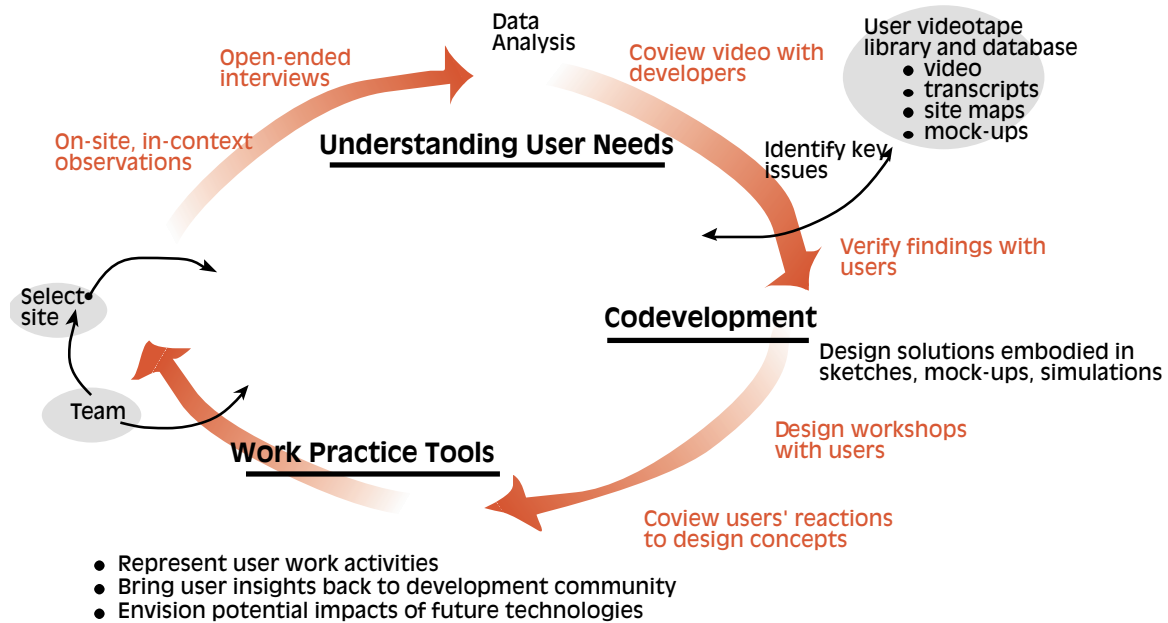 Data
Analysis
User videotape
library and database
• video
• transcripts
• site maps
• mock-ups
Open-ended
interviews
Coview video with
developers
On-site, in-context
observations
Understanding User Needs
Identify key
issues
Verify findings with
users
Select
site
Codevelopment
Design solutions embodied in
sketches, mock-ups, simulations
Team
Work Practice Tools
Design workshops
with users
Coview users' reactions
to design concepts
• Represent user work activities
• Bring user insights back to development community
• Envision potential impacts of future technologies